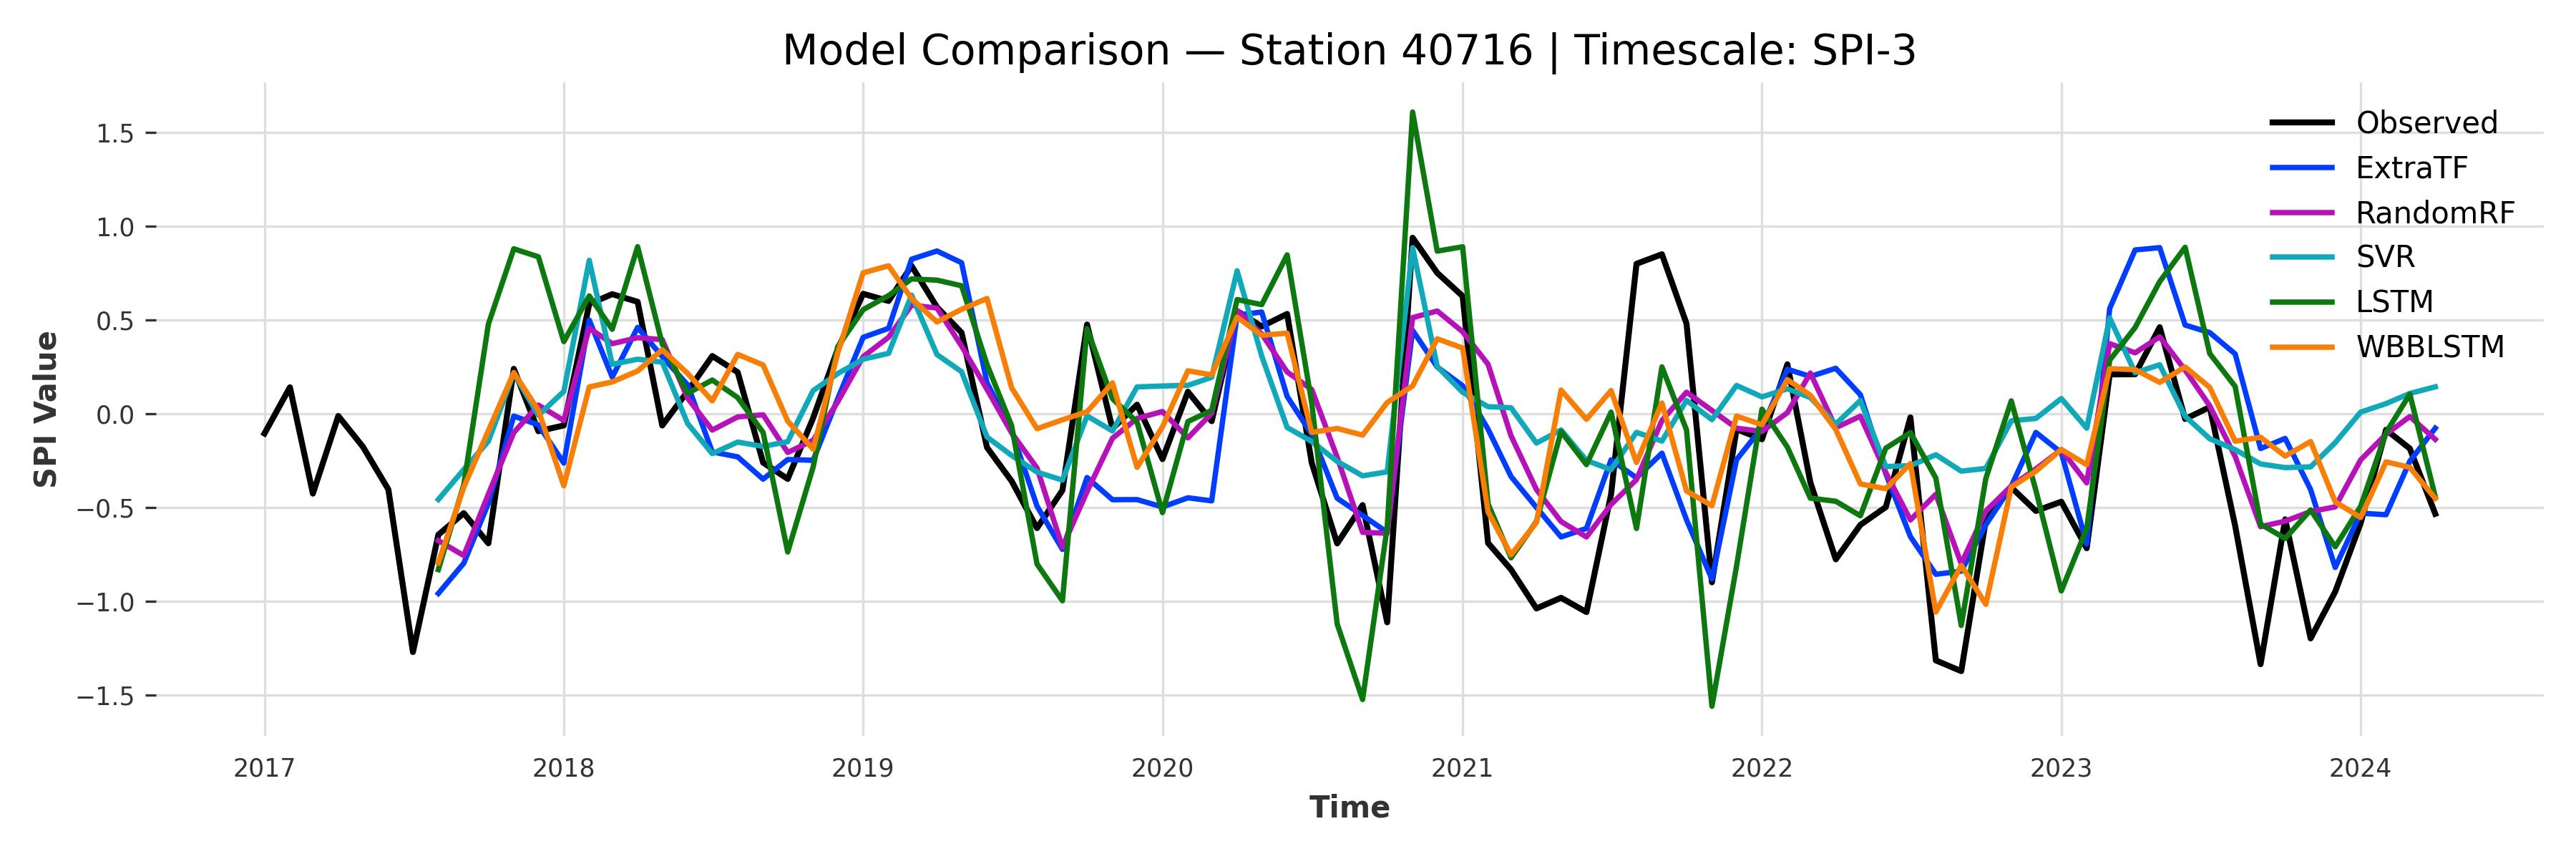 Model Comparison — Station 40716 | Timescale: SPI-3
SPI Value
1.5
1.0
0.5
0.0
−0.5
−1.0
−1.5
Observed
ExtraTF
RandomRF
SVR
LSTM
WBBLSTM
2017 2018 2019 2020 2021 2022 2023 2024
Time